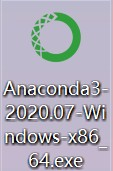 Anaconda3-
2020.07-Wi
ndows-x86_
64.exe